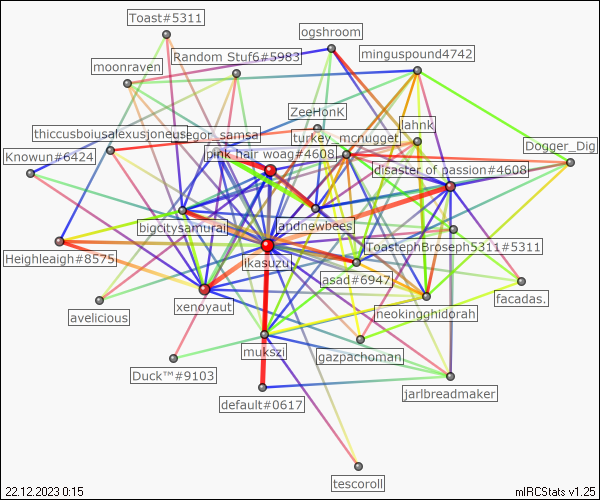 Toast#5311
ogshroom
minguspound4742
Random Stuf6#5983
moonraven
ZeeHonk
lahnk
thiccusboiusalexusjoneus
gregor_samsa
turkey_mcnugget
Dogger_Dig
pink hair woag#4608
Knowun#6424
disaster of passion#4608
bigcitysamurai
andnewbees
ToastephBroseph5311#5311
Heighleaigh#8575
ikasuzu
asad#6947
facadas.
xenoyaut
neokingghidorah
avelicious
mukszi
gazpachoman
Duck™#9103
jarlbreadmaker
default#0617
tescoroll
22.12.2023 0:15
mIRCStats v1.25